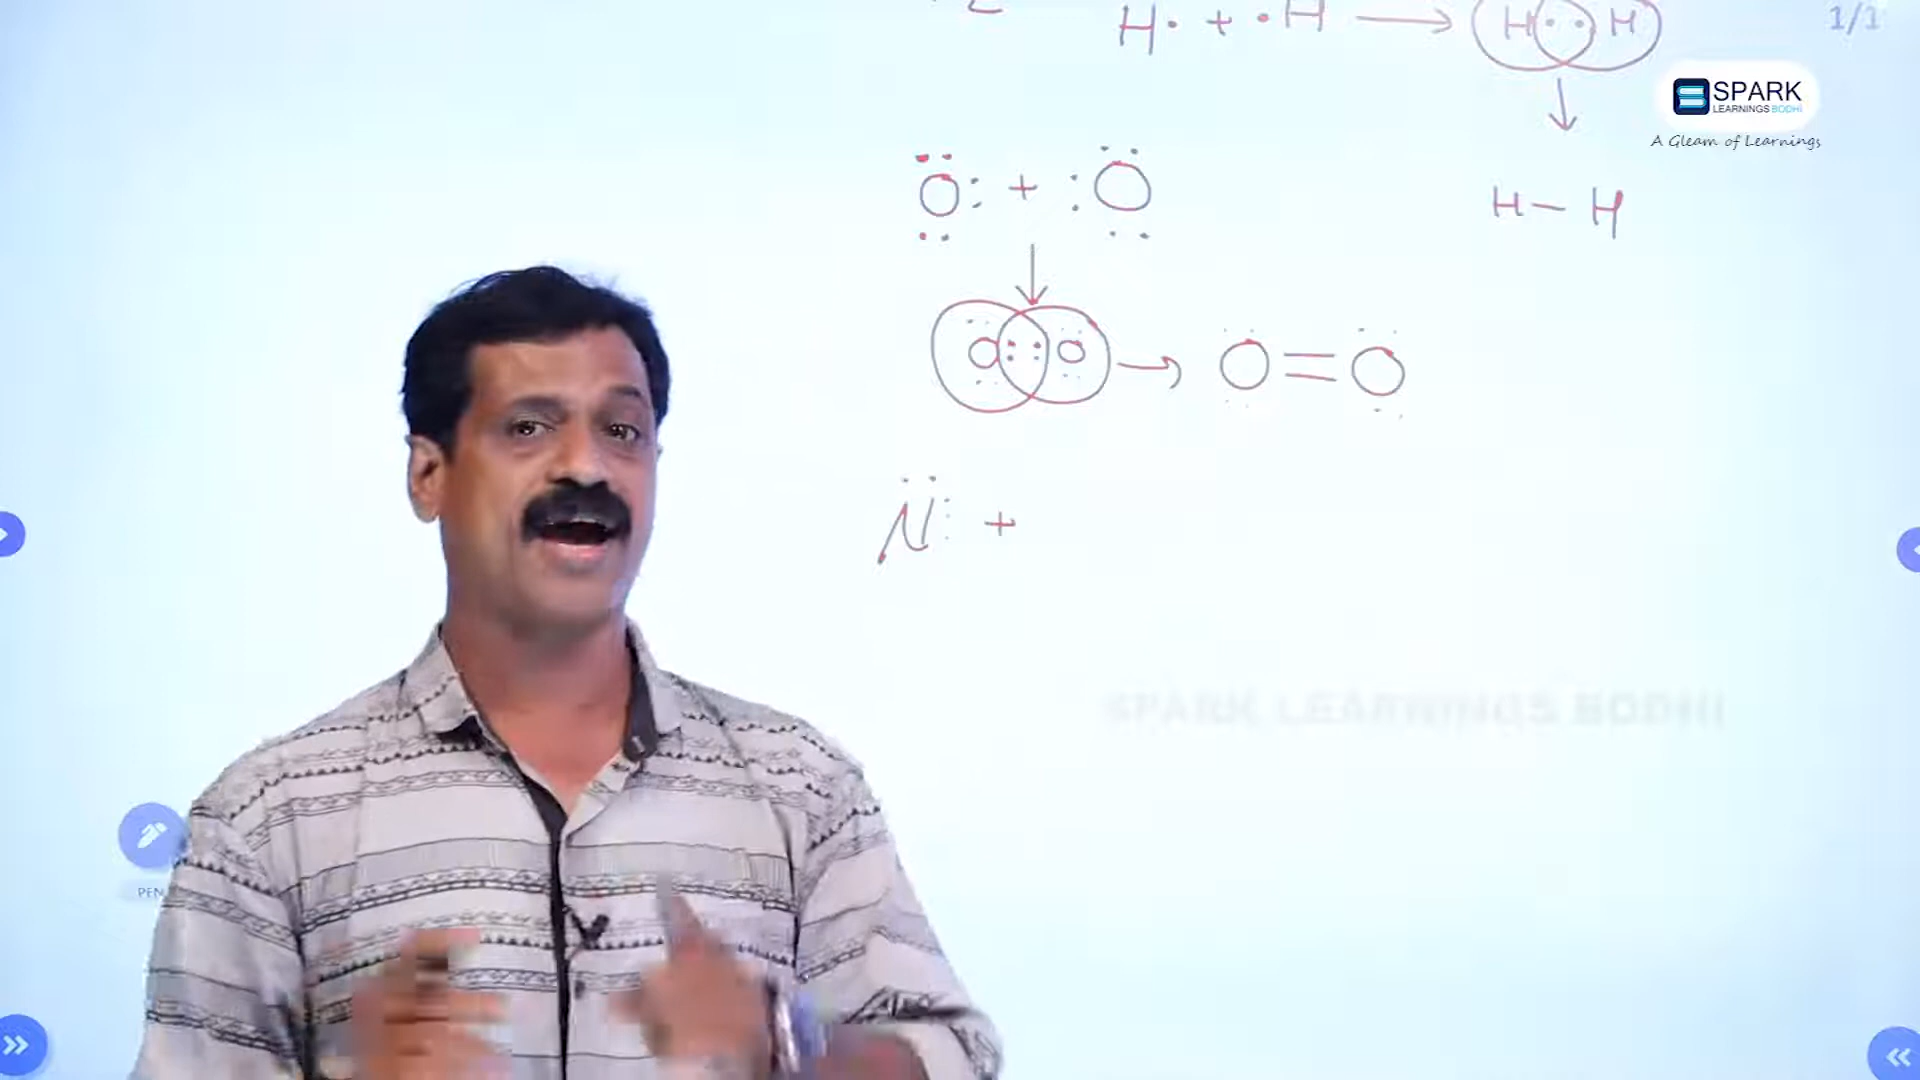 H· + ·H → H : H
1/1
SPARK
LEARNINGS BODHI
A Gleam of Learnings
O: + :O
H — H
O :: O → O = O
N +
SPARK LEARNINGS BODHI
PEN